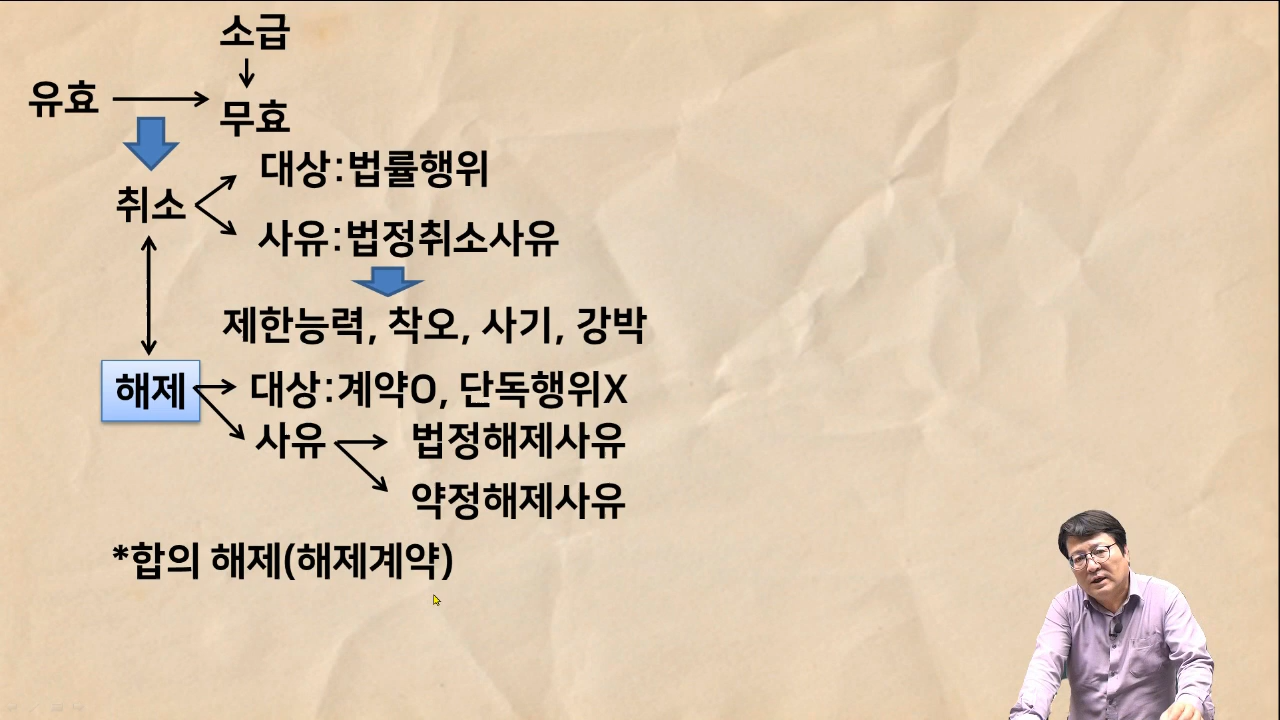 소급
유효
무효
대상:법률행위
취소
사유:법정취소사유
제한능력, 착오, 사기, 강박
해제
대상:계약O, 단독행위X
사유
법정해제사유
약정해제사유
*합의 해제(해제계약)